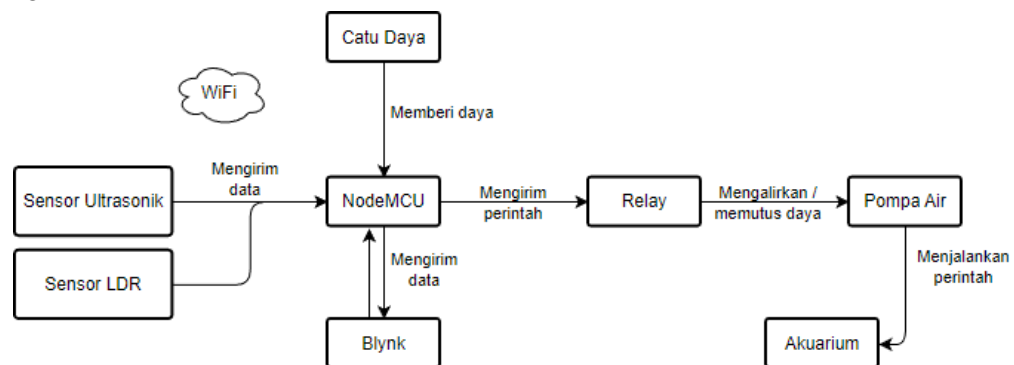 Catu Daya
WiFi
Memberi daya
Mengirim
data
Sensor Ultrasonik
NodeMCU
Mengirim
perintah
Relay
Mengalirkan /
memutus daya
Pompa Air
Sensor LDR
Mengirim
data
Menjalankan
perintah
Blynk
Akuarium